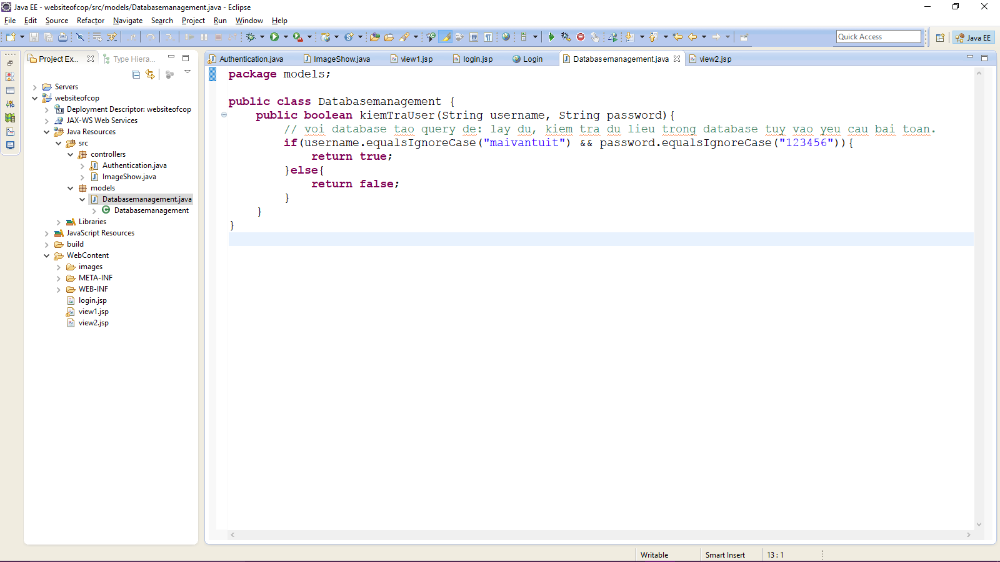 Java EE - websiteofcop/src/models/Databasemanagement.java - Eclipse
File Edit Source Refactor Navigate Search Project Run Window Help
Quick Access
Java EE
Project Ex...
Type Hiera...
Authentication.java
ImageShow.java
view1.jsp
login.jsp
Login
Databasemanagement.java
view2.jsp
Servers
websiteofcop
Deployment Descriptor: websiteofcop
JAX-WS Web Services
Java Resources
src
controllers
Authentication.java
ImageShow.java
models
Databasemanagement.java
Databasemanagement
Libraries
JavaScript Resources
build
WebContent
images
META-INF
WEB-INF
login.jsp
view1.jsp
view2.jsp
package models;
public class Databasemanagement {
public boolean kiemTraUser(String username, String password){
// voi database tao query de: lay du, kiem tra du lieu trong database tuy vao yeu cau bai toan.
if(username.equalsIgnoreCase("maivantuit") && password.equalsIgnoreCase("123456")){
return true;
}else{
return false;
}
}
}
Writable
Smart Insert
13 : 1